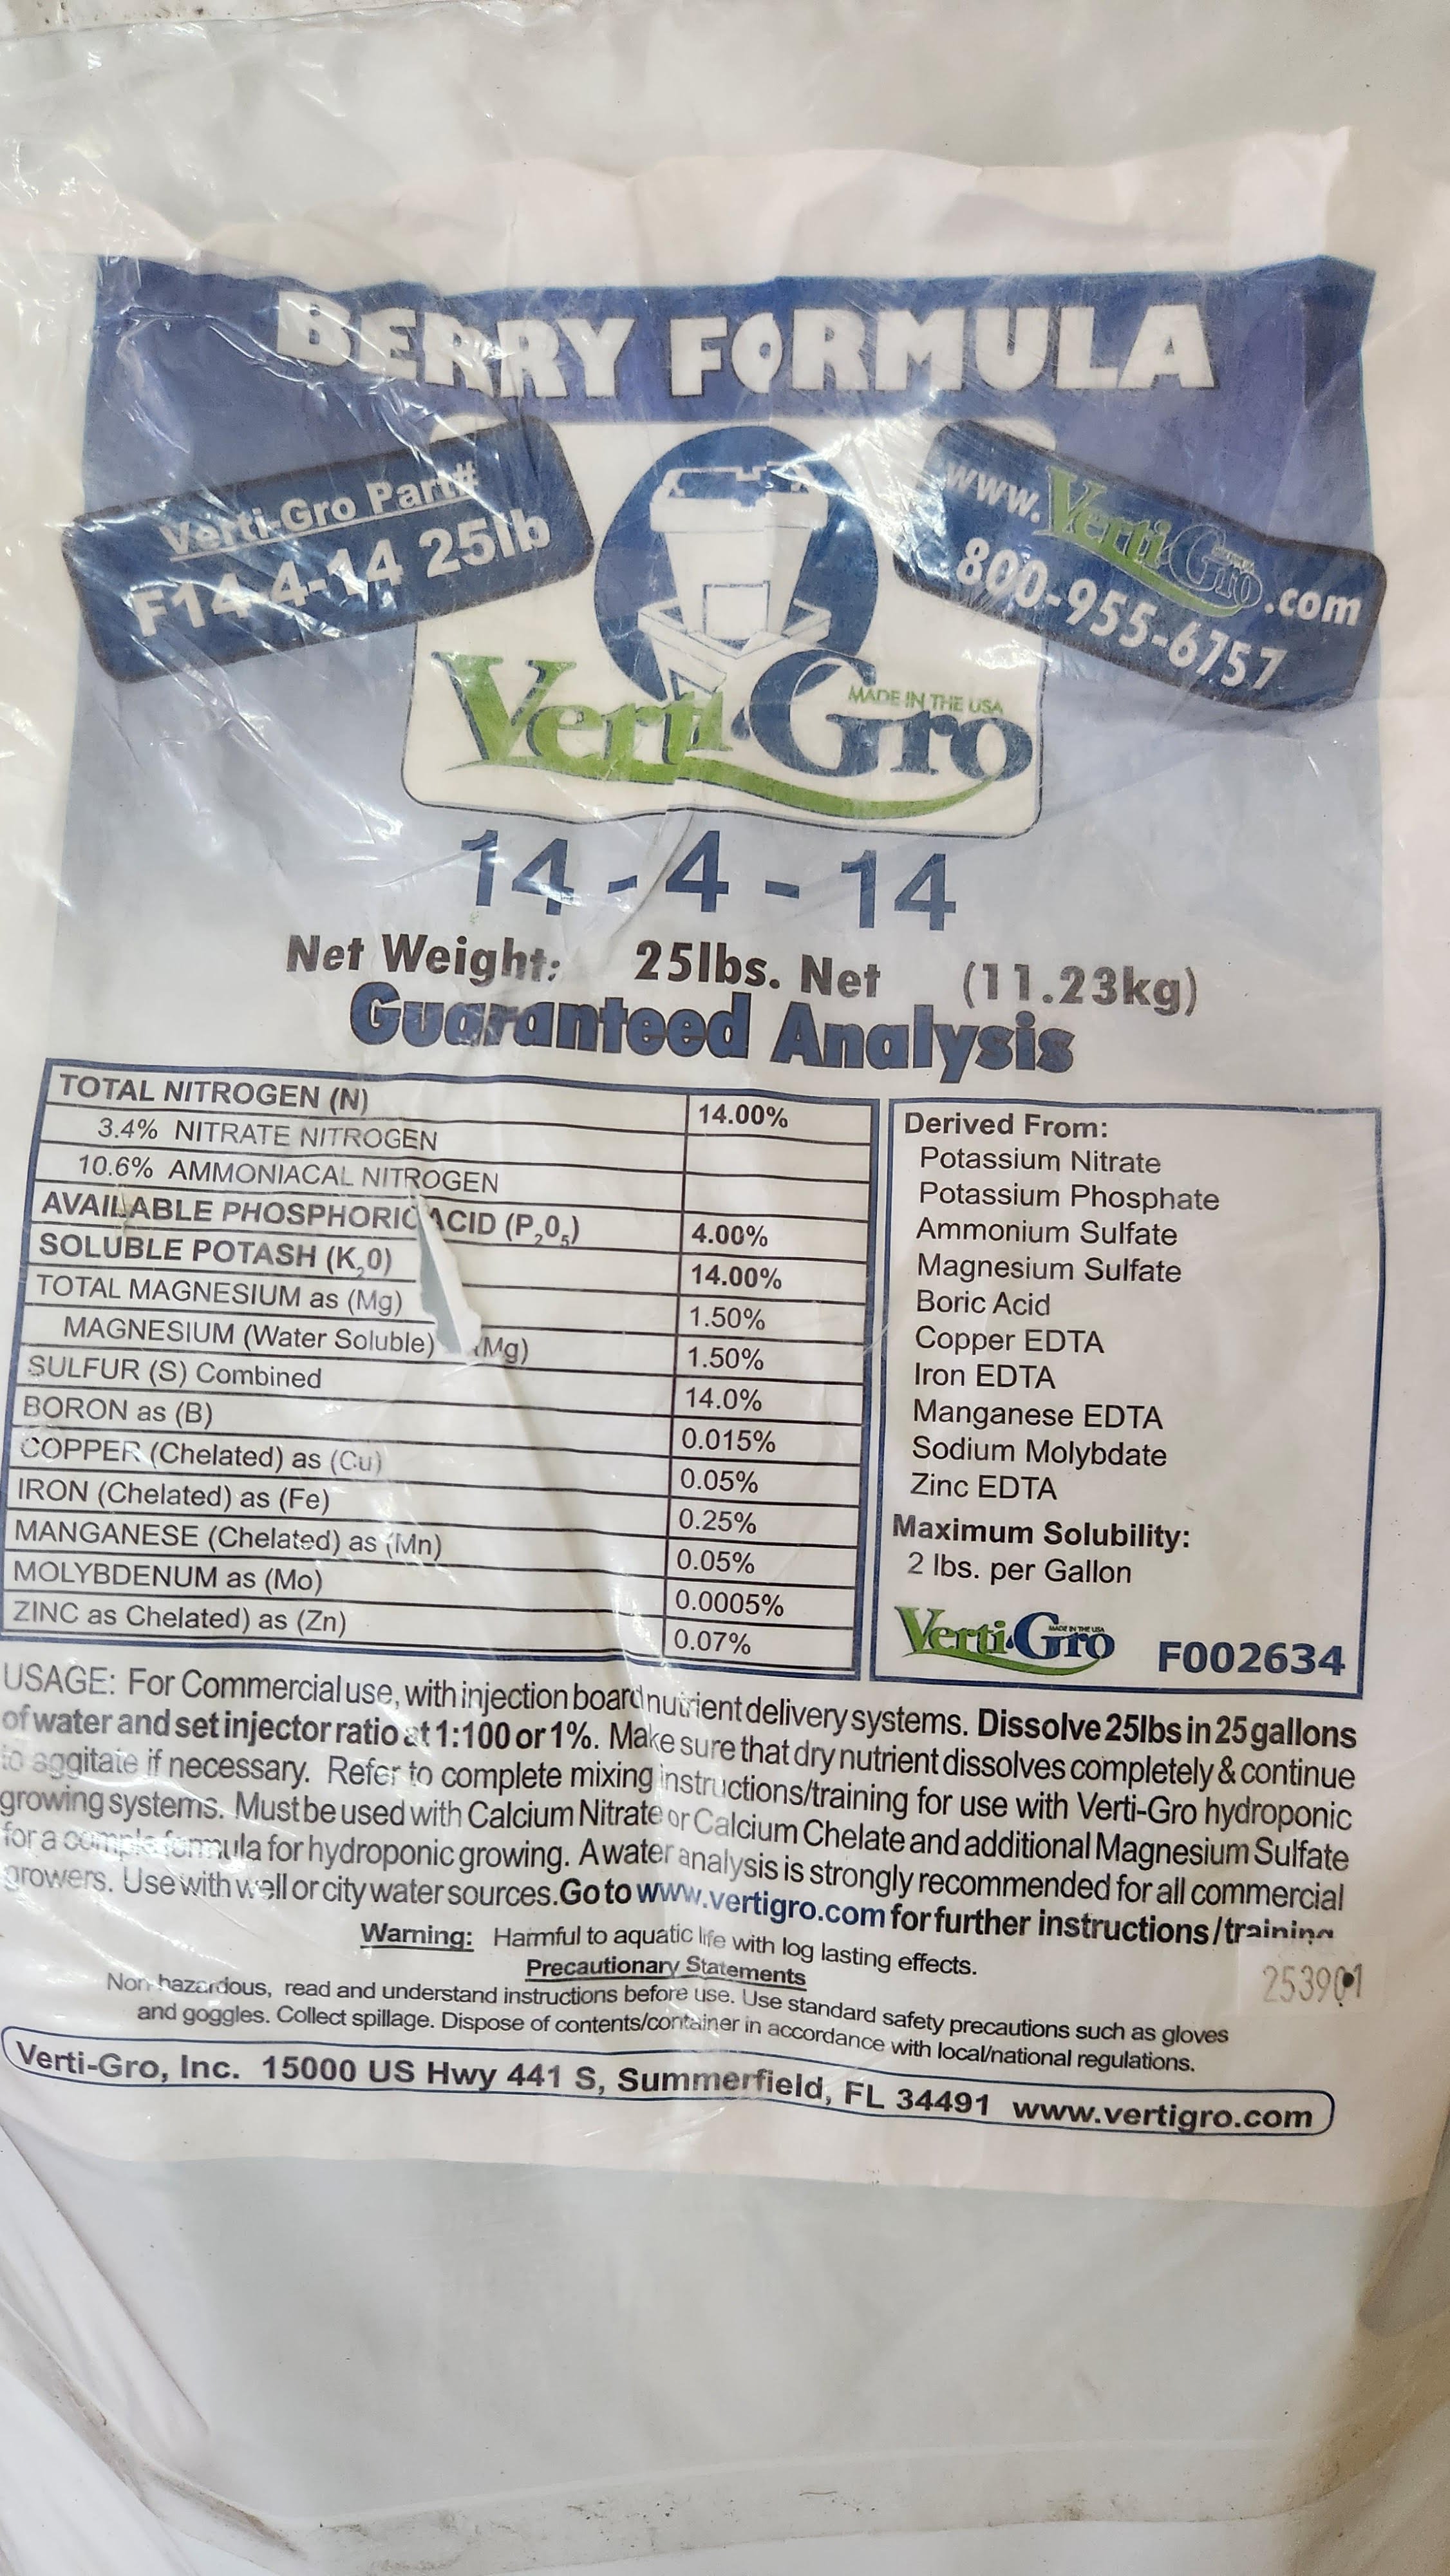 BERRY FORMULA
Verti-Gro Part#
F14-4-14 25lb
www.VertiGro.com
800-955-6757
Verti-Gro
MADE IN THE USA
14 - 4 - 14
Net Weight: 25lbs. Net (11.23kg)
Guaranteed Analysis
TOTAL NITROGEN (N) 14.00%
3.4% NITRATE NITROGEN
10.6% AMMONIACAL NITROGEN
AVAILABLE PHOSPHORIC ACID (P₂0₅) 4.00%
SOLUBLE POTASH (K₂0) 14.00%
TOTAL MAGNESIUM as (Mg) 1.50%
MAGNESIUM (Water Soluble) (Mg) 1.50%
SULFUR (S) Combined 14.0%
BORON as (B) 0.015%
COPPER (Chelated) as (Cu) 0.05%
IRON (Chelated) as (Fe) 0.25%
MANGANESE (Chelated) as (Mn) 0.05%
MOLYBDENUM as (Mo) 0.0005%
ZINC as Chelated) as (Zn) 0.07%
Derived From:
Potassium Nitrate
Potassium Phosphate
Ammonium Sulfate
Magnesium Sulfate
Boric Acid
Copper EDTA
Iron EDTA
Manganese EDTA
Sodium Molybdate
Zinc EDTA
Maximum Solubility:
2 lbs. per Gallon
Verti-Gro F002634
MADE IN THE USA
USAGE: For Commercial use, with injection board nutrient delivery systems. Dissolve 25lbs in 25 gallons
of water and set injector ratio at 1:100 or 1%. Make sure that dry nutrient dissolves completely & continue
to aggitate if necessary. Refer to complete mixing instructions/training for use with Verti-Gro hydroponic
growing systems. Must be used with Calcium Nitrate or Calcium Chelate and additional Magnesium Sulfate
for a formula for hydroponic growing. A water analysis is strongly recommended for all commercial
growers. Use with well or city water sources. Go to www.vertigro.com for further instructions/training
Warning: Harmful to aquatic life with log lasting effects.
Precautionary Statements
Non-hazardous, read and understand instructions before use. Use standard safety precautions such as gloves
and goggles. Collect spillage. Dispose of contents/container in accordance with local/national regulations.
Verti-Gro, Inc. 15000 US Hwy 441 S, Summerfield, FL 34491 www.vertigro.com